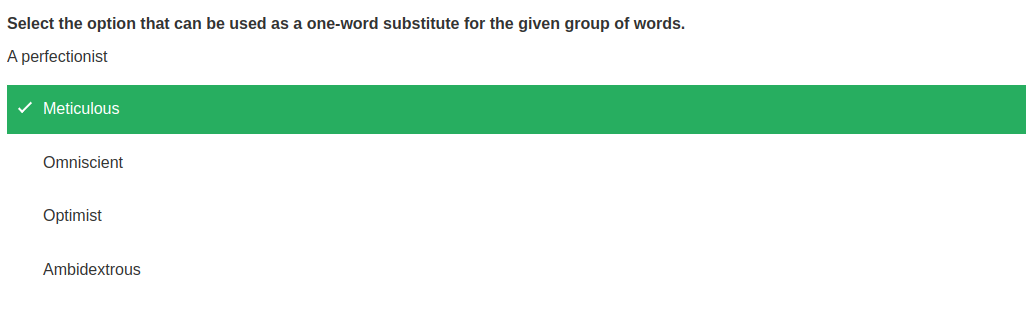 Select the option that can be used as a one-word substitute for the given group of words.
A perfectionist
Meticulous
Omniscient
Optimist
Ambidextrous